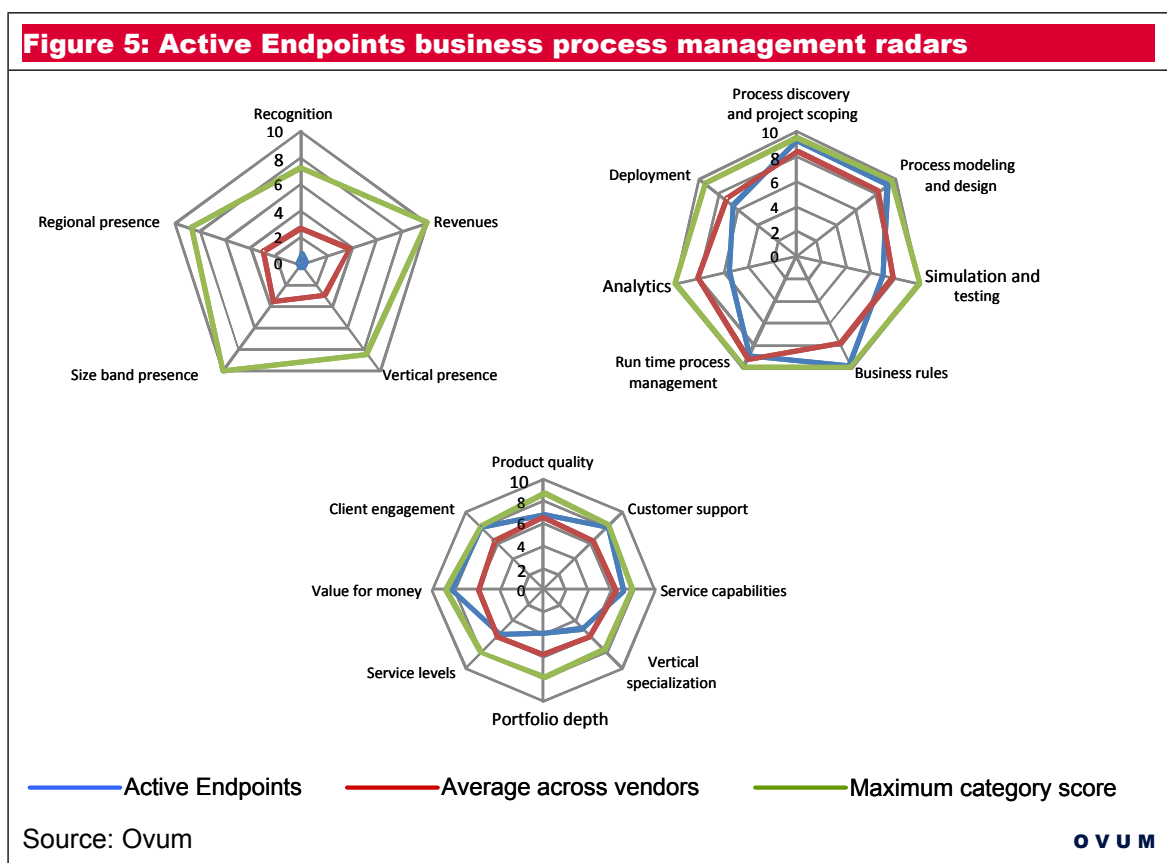 Figure 5: Active Endpoints business process management radars
Recognition
10
8
6
4
2
0
Revenues
Vertical presence
Size band presence
Regional presence
Process discovery
and project scoping
10
8
6
4
2
0
Process modeling
and design
Simulation and
testing
Business rules
Run time process
management
Analytics
Deployment
Product quality
10
8
6
4
2
0
Customer support
Service capabilities
Vertical
specialization
Portfolio depth
Service levels
Value for money
Client engagement
Active Endpoints
Average across vendors
Maximum category score
Source: Ovum
OVUM